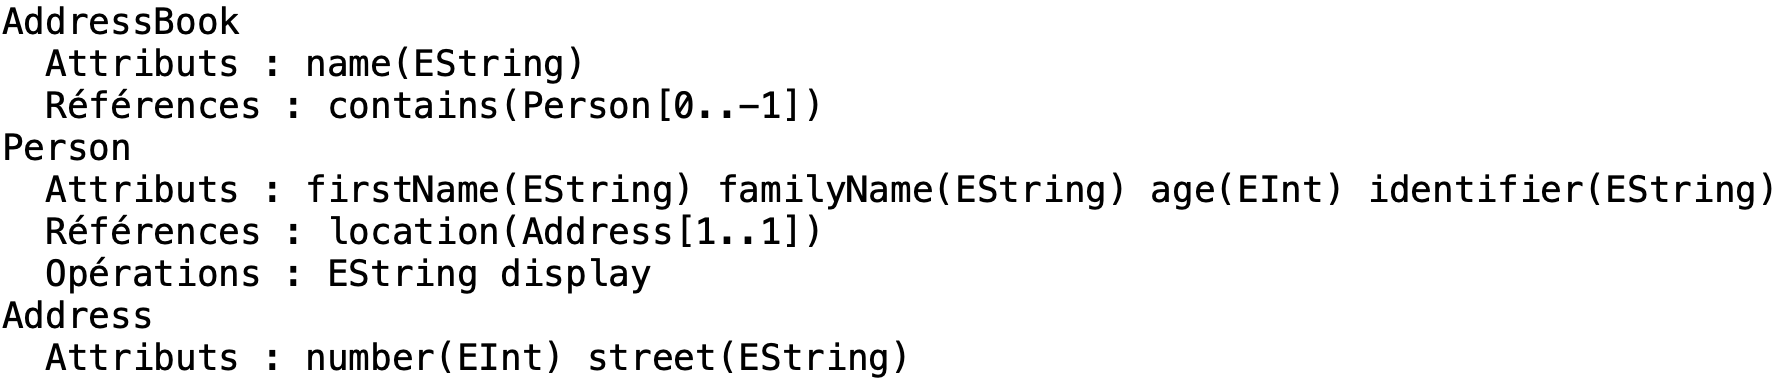 AddressBook
Attributs : name(EString)
Références : contains(Person[0..-1])
Person
Attributs : firstName(EString) familyName(EString) age(EInt) identifier(EString)
Références : location(Address[1..1])
Opérations : EString display
Address
Attributs : number(EInt) street(EString)